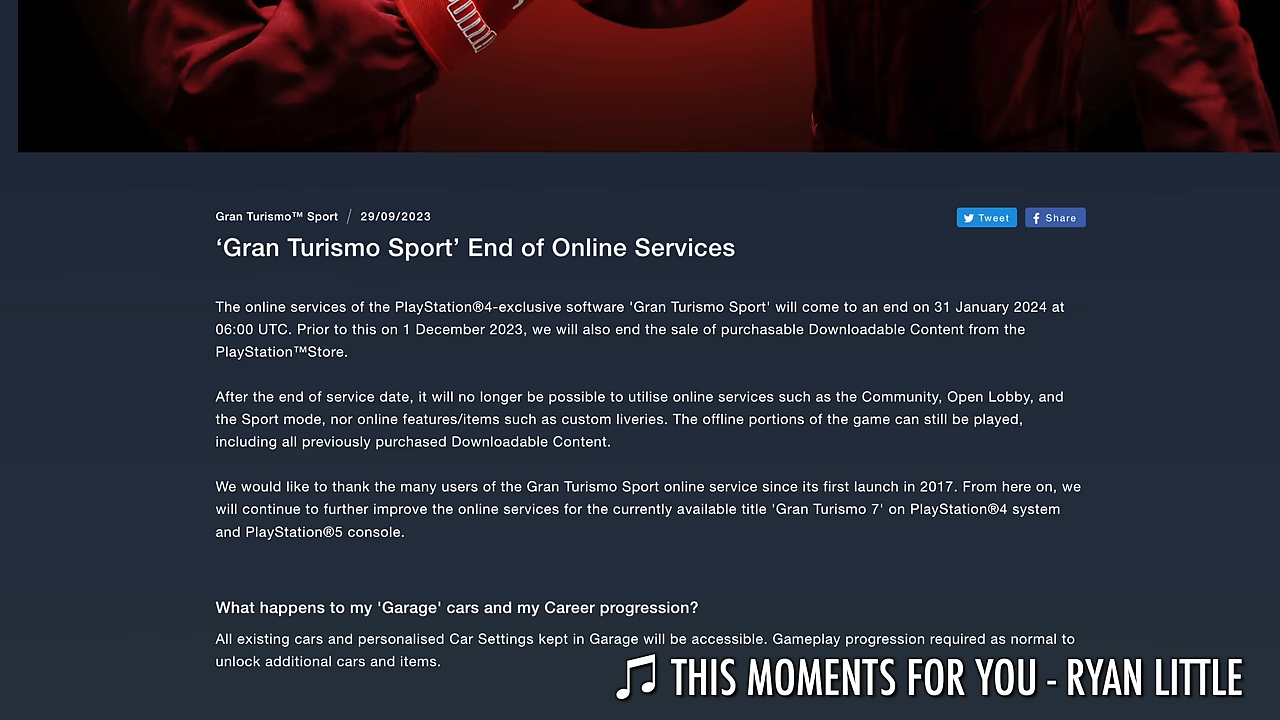 Gran Turismo™ Sport / 29/09/2023
Tweet
Share
‘Gran Turismo Sport’ End of Online Services
The online services of the PlayStation®4-exclusive software 'Gran Turismo Sport' will come to an end on 31 January 2024 at
06:00 UTC. Prior to this on 1 December 2023, we will also end the sale of purchasable Downloadable Content from the
PlayStation™Store.
After the end of service date, it will no longer be possible to utilise online services such as the Community, Open Lobby, and
the Sport mode, nor online features/items such as custom liveries. The offline portions of the game can still be played,
including all previously purchased Downloadable Content.
We would like to thank the many users of the Gran Turismo Sport online service since its first launch in 2017. From here on, we
will continue to further improve the online services for the currently available title 'Gran Turismo 7' on PlayStation®4 system
and PlayStation®5 console.
What happens to my 'Garage' cars and my Career progression?
All existing cars and personalised Car Settings kept in Garage will be accessible. Gameplay progression required as normal to
unlock additional cars and items.
THIS MOMENTS FOR YOU - RYAN LITTLE